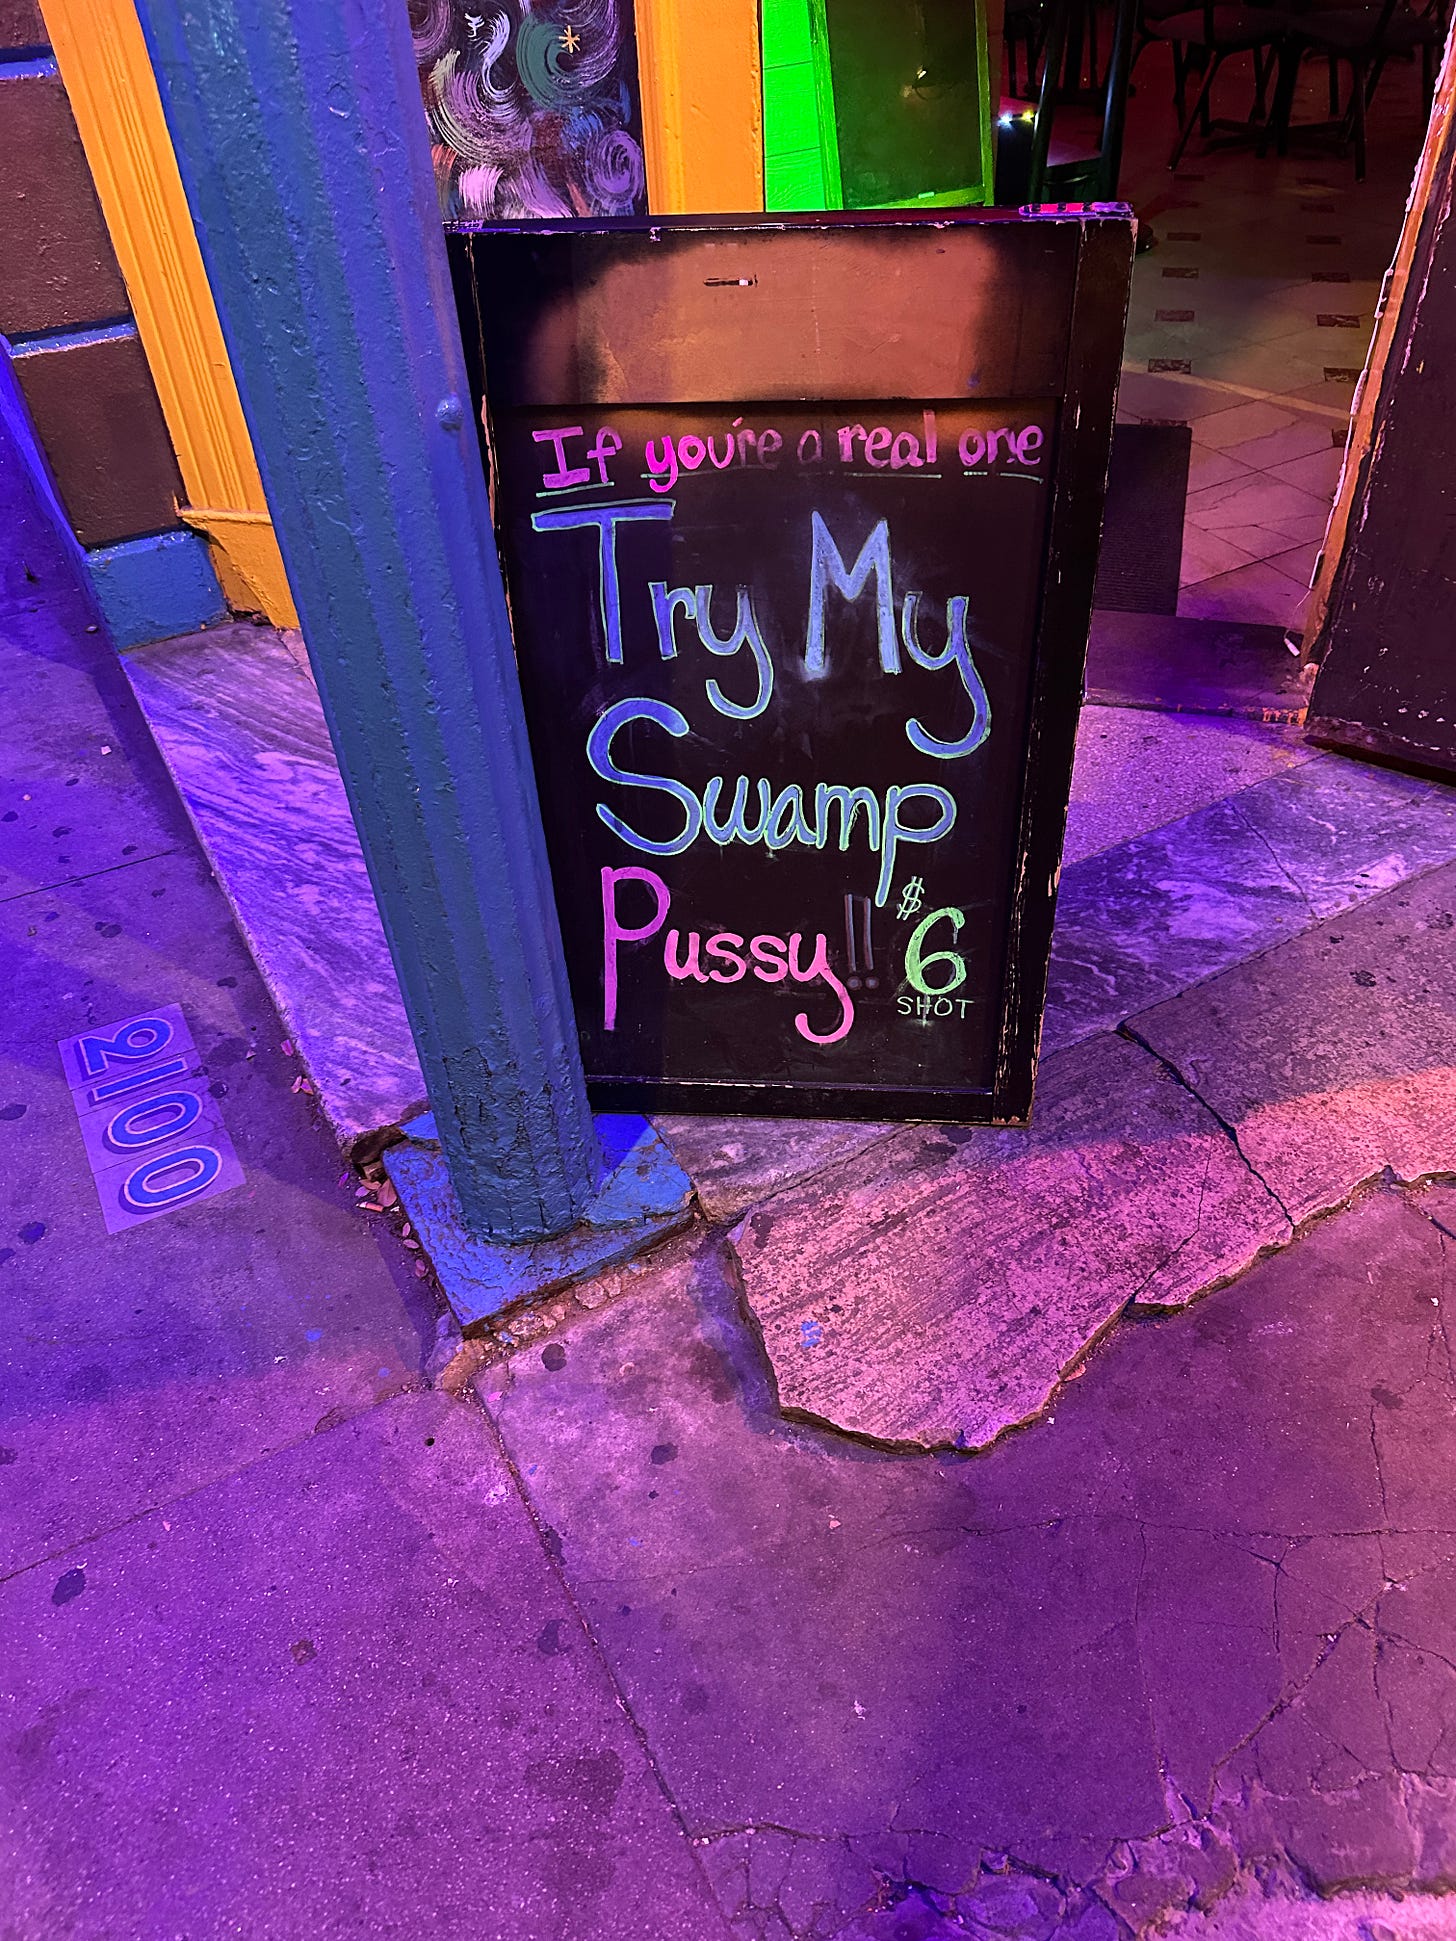 If you're a real one
Try My
Swamp
Pussy!! $6
SHOT
2100